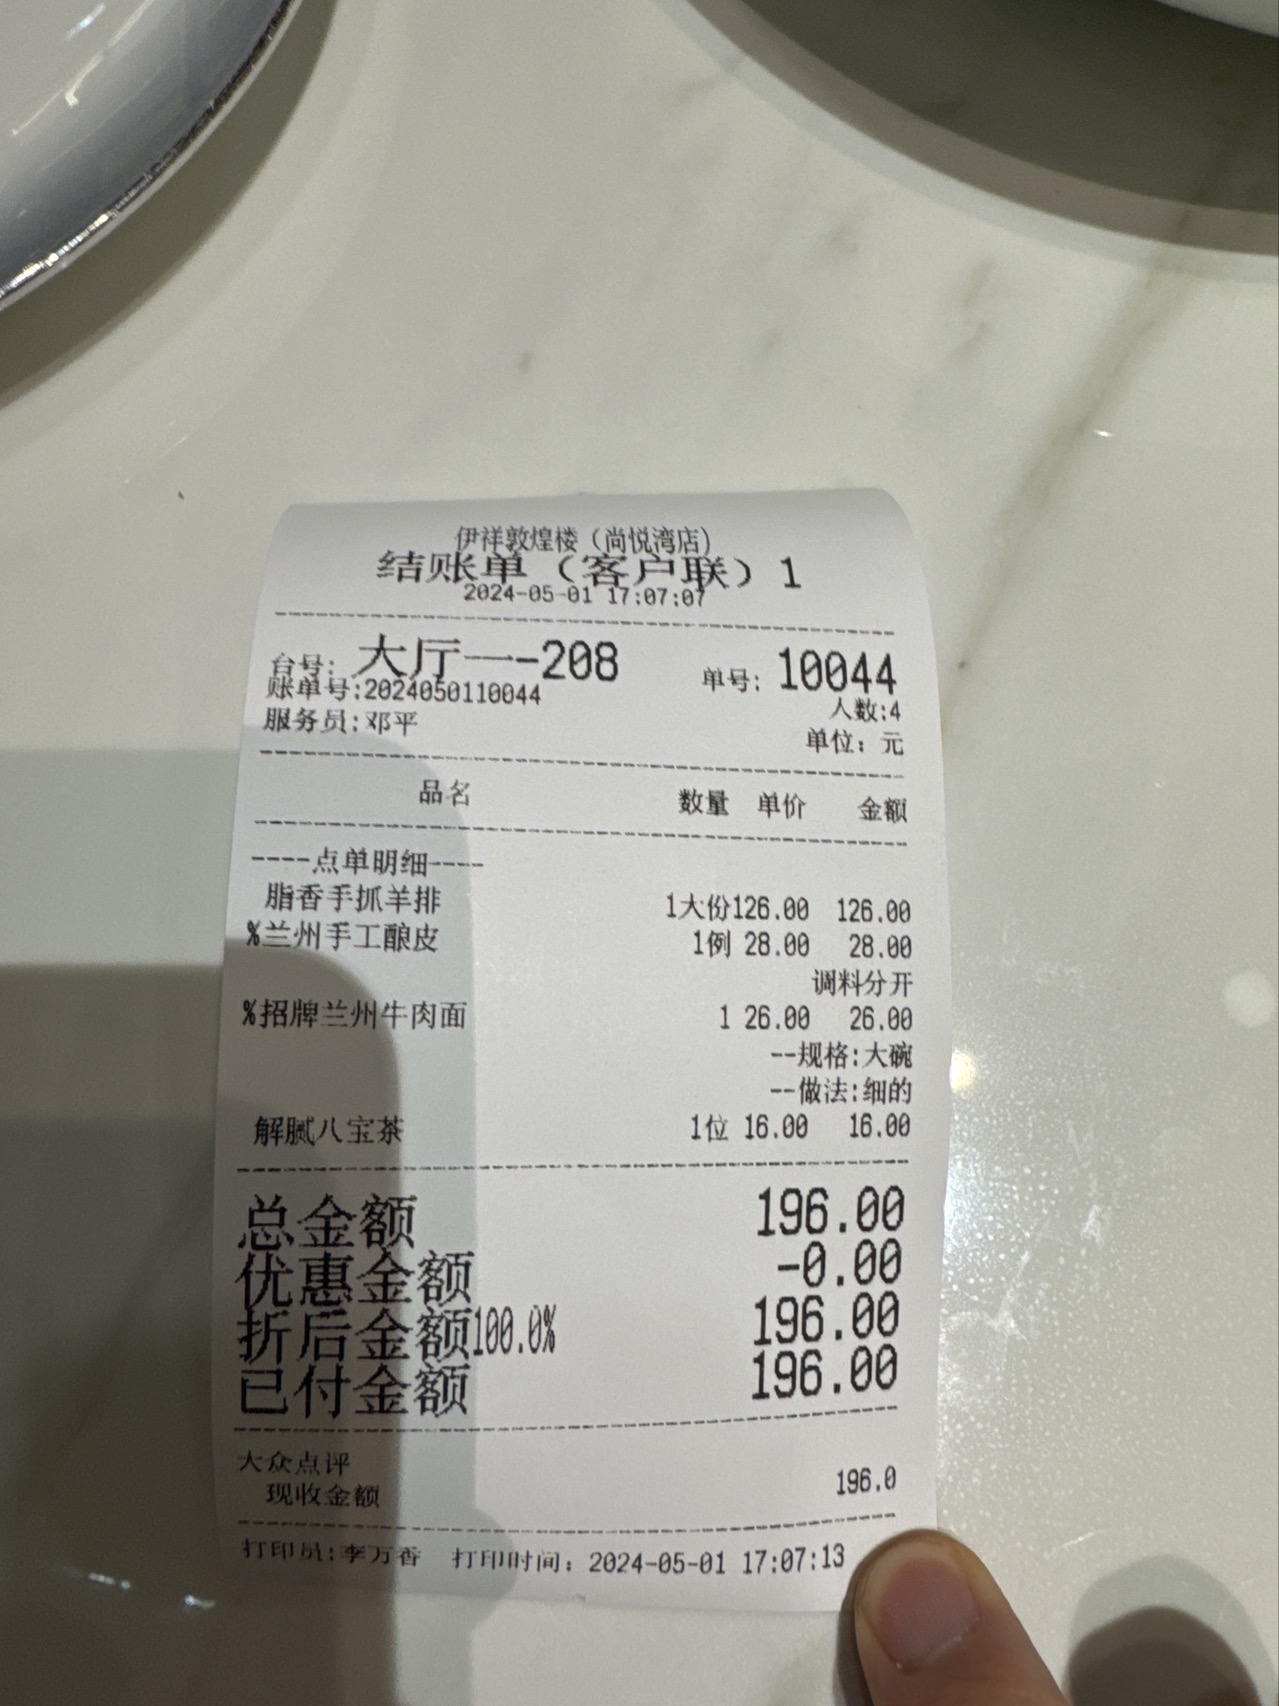 伊祥敦煌楼（尚悦湾店）
结账单（客户联）1
2024-05-01 17:07:07
台号: 大厅一-208 单号: 10044
账单号:2024050110044
人数:4
服务员:邓平
单位: 元
品名 数量 单价 金额
----点单明细----
脂香手抓羊排 1大份126.00 126.00
%兰州手工酿皮 1例 28.00 28.00
调料分开
%招牌兰州牛肉面 1 26.00 26.00
--规格:大碗
--做法:细的
解腻八宝茶 1位 16.00 16.00
总金额 196.00
优惠金额 -0.00
折后金额100.0% 196.00
已付金额 196.00
大众点评
现收金额 196.0
打印员:李万香 打印时间: 2024-05-01 17:07:13